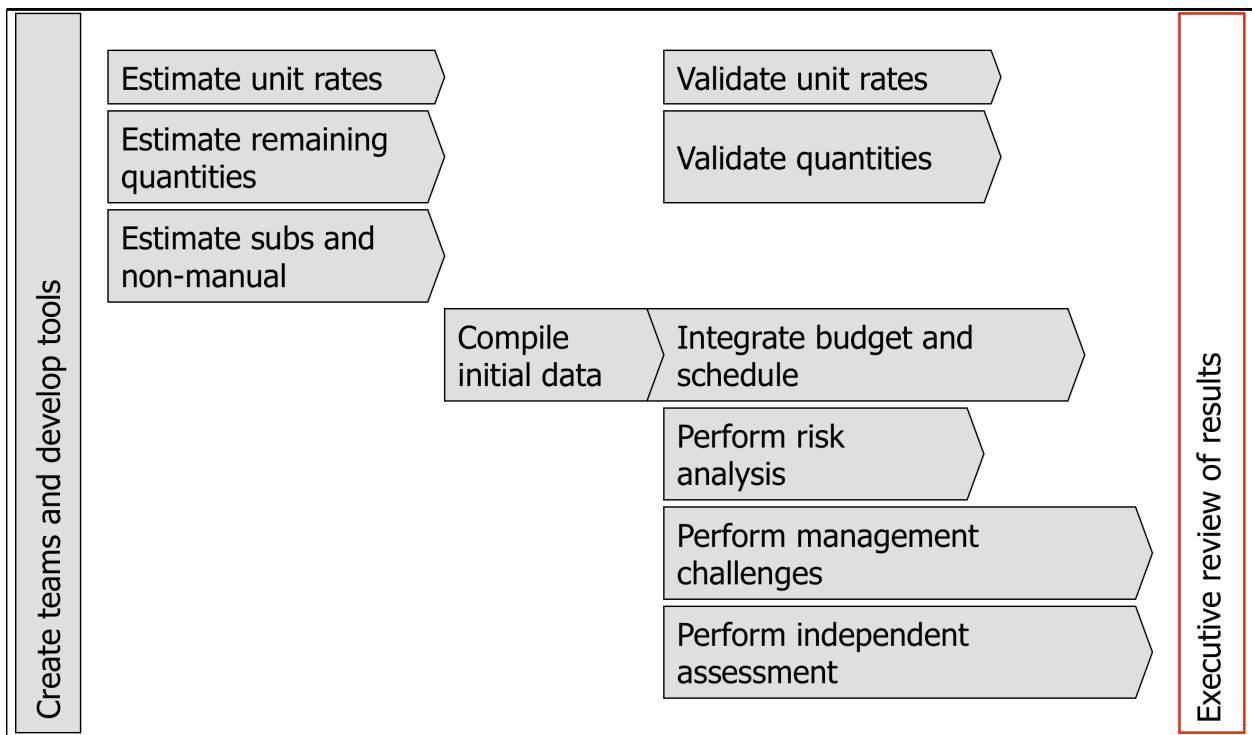 Create teams and develop tools
Estimate unit rates
Estimate remaining
quantities
Estimate subs and
non-manual
Compile
initial data
Validate unit rates
Validate quantities
Integrate budget and
schedule
Perform risk
analysis
Perform management
challenges
Perform independent
assessment
Executive review of results